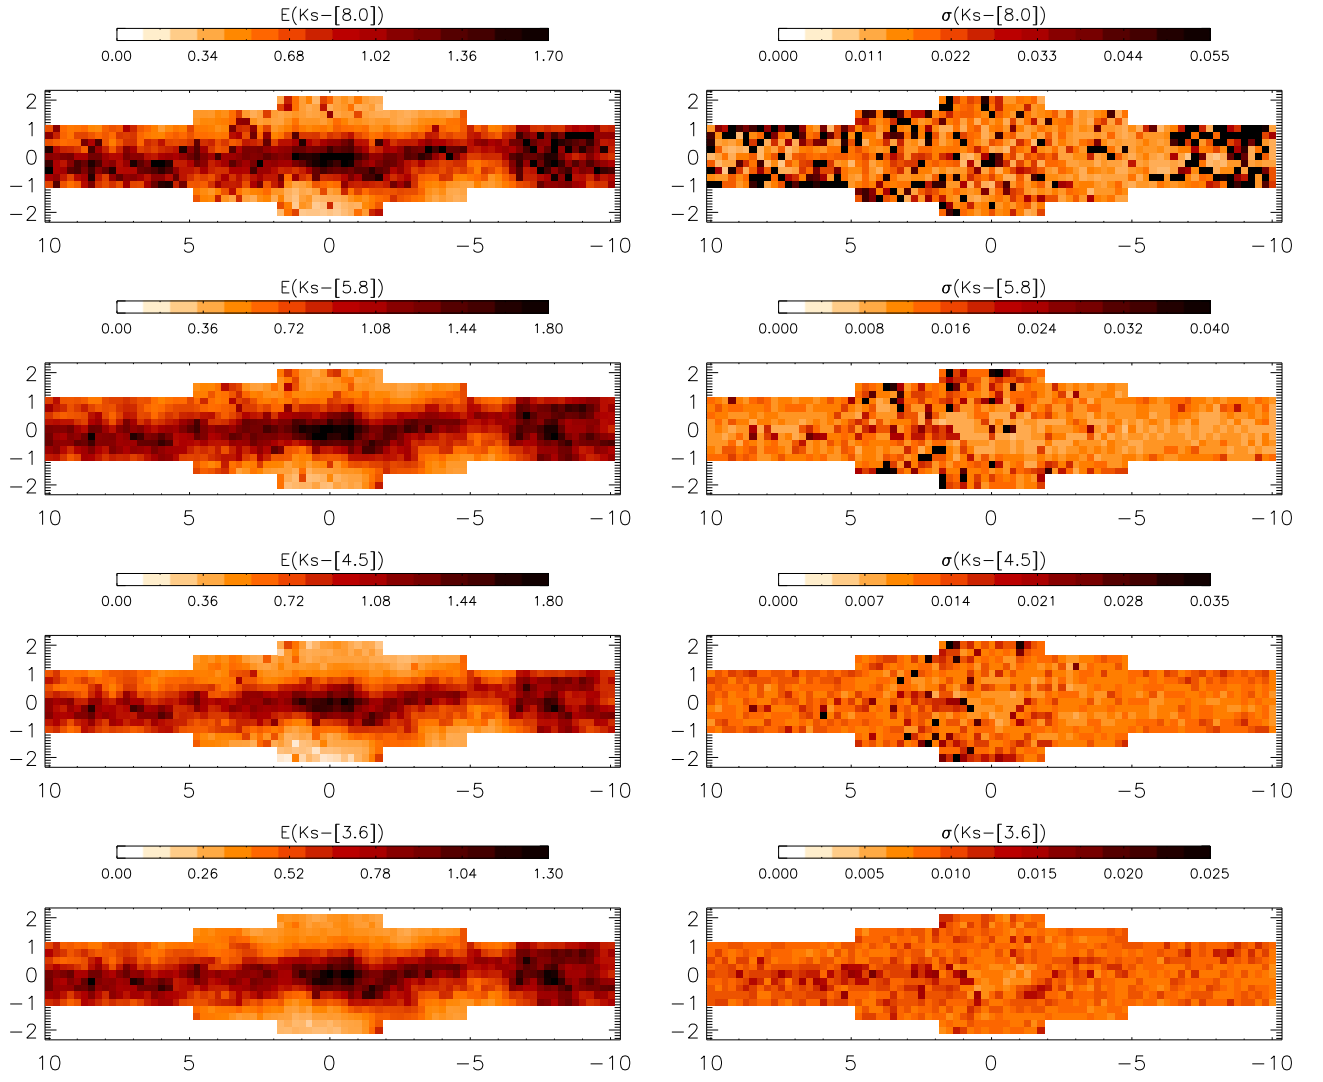 E(Ks−[8.0]) σ(Ks−[8.0])
0.00 0.34 0.68 1.02 1.36 1.70 0.000 0.011 0.022 0.033 0.044 0.055
2 2
1 1
0 0
−1 −1
−2 −2
10 5 0 −5 −10 10 5 0 −5 −10
E(Ks−[5.8]) σ(Ks−[5.8])
0.00 0.36 0.72 1.08 1.44 1.80 0.000 0.008 0.016 0.024 0.032 0.040
2 2
1 1
0 0
−1 −1
−2 −2
10 5 0 −5 −10 10 5 0 −5 −10
E(Ks−[4.5]) σ(Ks−[4.5])
0.00 0.36 0.72 1.08 1.44 1.80 0.000 0.007 0.014 0.021 0.028 0.035
2 2
1 1
0 0
−1 −1
−2 −2
10 5 0 −5 −10 10 5 0 −5 −10
E(Ks−[3.6]) σ(Ks−[3.6])
0.00 0.26 0.52 0.78 1.04 1.30 0.000 0.005 0.010 0.015 0.020 0.025
2 2
1 1
0 0
−1 −1
−2 −2
10 5 0 −5 −10 10 5 0 −5 −10